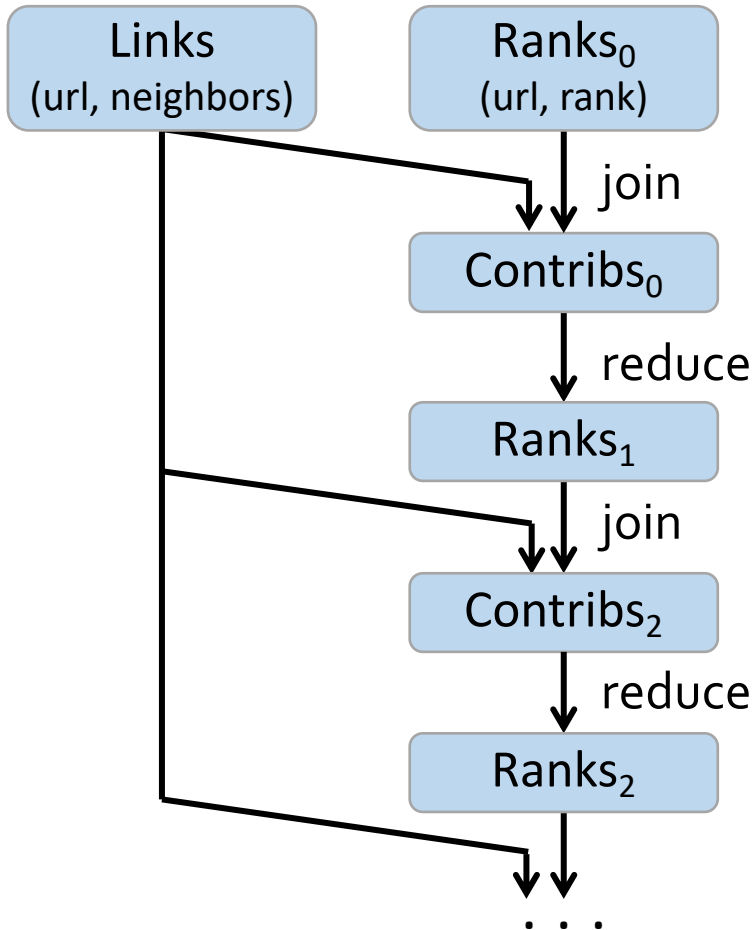 Links
(url, neighbors)
Ranks₀
(url, rank)
join
Contribs₀
reduce
Ranks₁
join
Contribs₂
reduce
Ranks₂
. . .